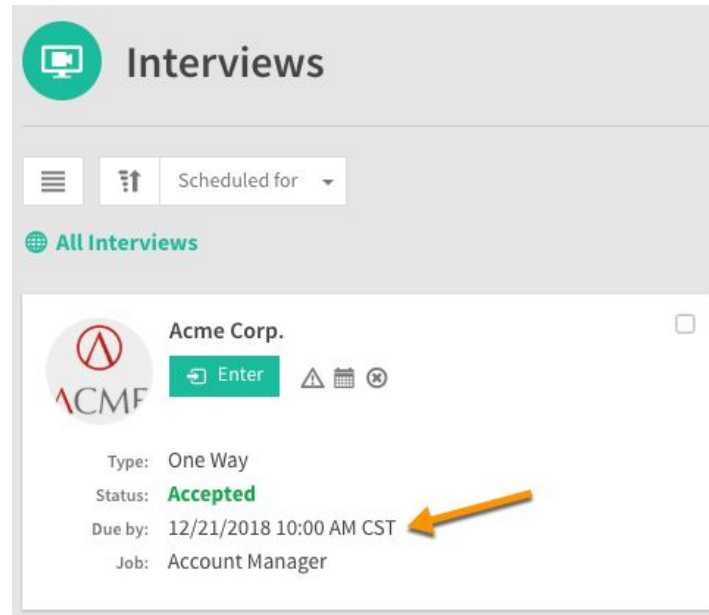 Interviews
Scheduled for
All Interviews
Acme Corp.
Enter
ACME
Type: One Way
Status: Accepted
Due by: 12/21/2018 10:00 AM CST
Job: Account Manager